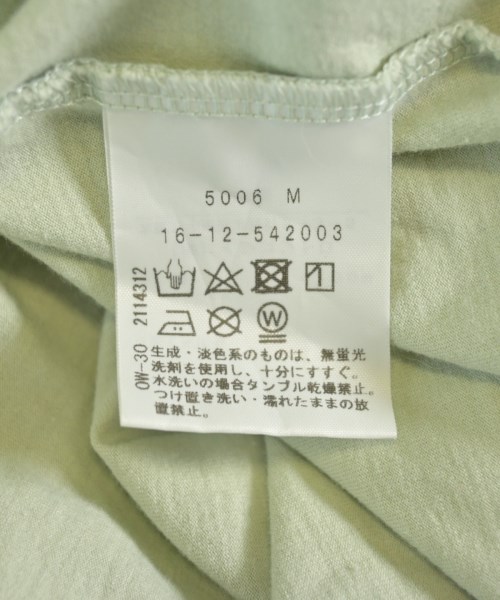 5006 M
16-12-542003
W
0W-30 2114312
生成・淡色系のものは、無蛍光
洗剤を使用し、十分にすすぐ。
水洗いの場合タンブル乾燥禁止。
つけ置き洗い・濡れたままの放
置禁止。